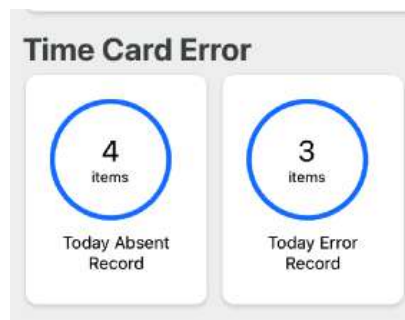 Time Card Error
4
items
Today Absent
Record
3
items
Today Error
Record